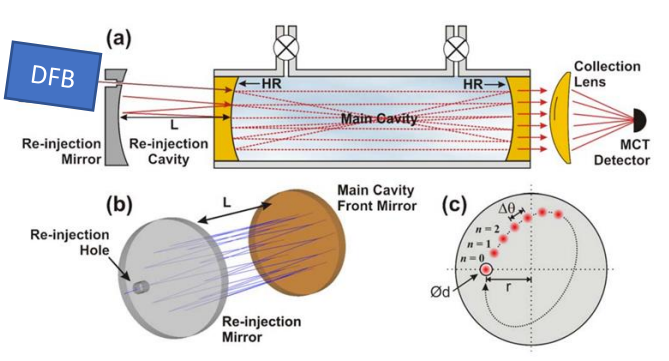 (a)
DFB
HR
HR
Main Cavity
Collection
Lens
Re-injection
Mirror
L
Re-injection
Cavity
MCT
Detector
(b)
L
Main Cavity
Front Mirror
Re-injection
Hole
Re-injection
Mirror
(c)
Δθ
n = 2
n = 1
n = 0
Ød
r